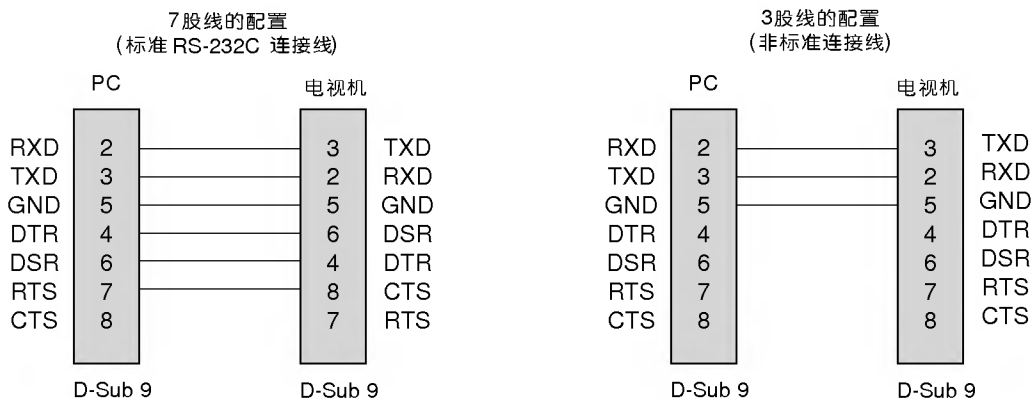 7股线的配置
(标准 RS-232C 连接线)
PC 电视机
RXD 2 3 TXD
TXD 3 2 RXD
GND 5 5 GND
DTR 4 6 DSR
DSR 6 4 DTR
RTS 7 8 CTS
CTS 8 7 RTS
D-Sub 9 D-Sub 9
3股线的配置
(非标准连接线)
PC 电视机
RXD 2 3 TXD
TXD 3 2 RXD
GND 5 5 GND
DTR 4 4 DTR
DSR 6 6 DSR
RTS 7 7 RTS
CTS 8 8 CTS
D-Sub 9 D-Sub 9